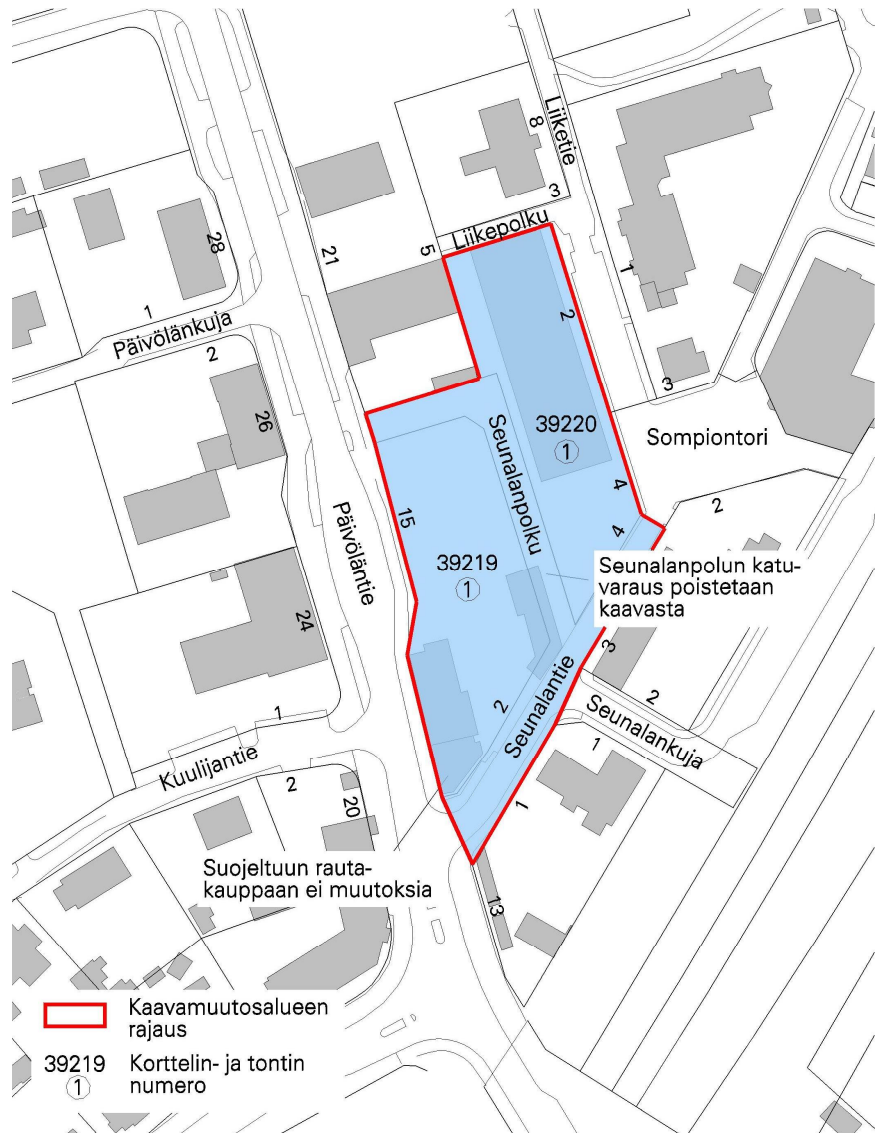 Liiketie
8
3
Liikepolku
5
21
28
1
Päivölänkuja
2
1
2
3
26
Seunalanpolku
39220
1
Sompiontori
4
2
4
15
Päivöläntie
39219
1
Seunalanpolun katu-
varaus poistetaan
kaavasta
24
3
2
2
Seunalantie
Seunalankuja
1
1
Kuulijantie
2
20
1
Suojeltuun rauta-
kauppaan ei muutoksia
13
Kaavamuutosalueen
rajaus
39219
1
Korttelin- ja tontin
numero